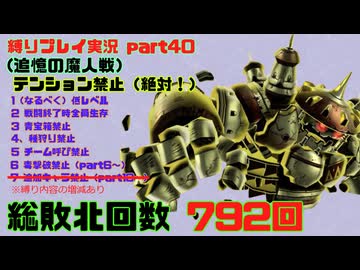 縛りプレイ実況 part40
(追憶の魔人戦)
テンション禁止（絶対！）
1 (なるべく) 低レベル
2 戦闘終了時全員生存
3 青宝箱禁止
4、種狩り禁止
5 チーム呼び禁止
6 毒撃破禁止 (part6〜)
7 追加キャラ禁止 (part10〜)
※縛り内容の増減あり
総敗北回数 792回